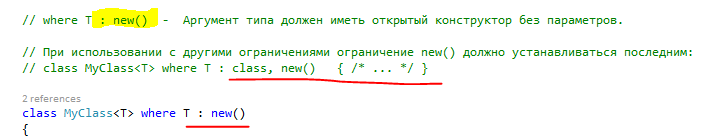 // where T : new() - Аргумент типа должен иметь открытый конструктор без параметров.
// При использовании с другими ограничениями ограничение new() должно устанавливаться последним:
// class MyClass<T> where T : class, new() { /* ... */ }
2 references
class MyClass<T> where T : new()
{